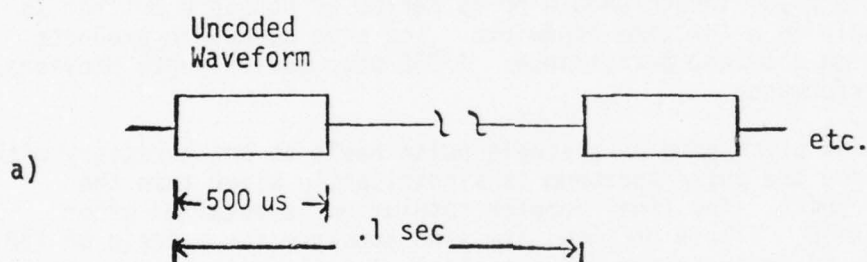 Uncoded
Waveform
a)
etc.
500 us
.1 sec